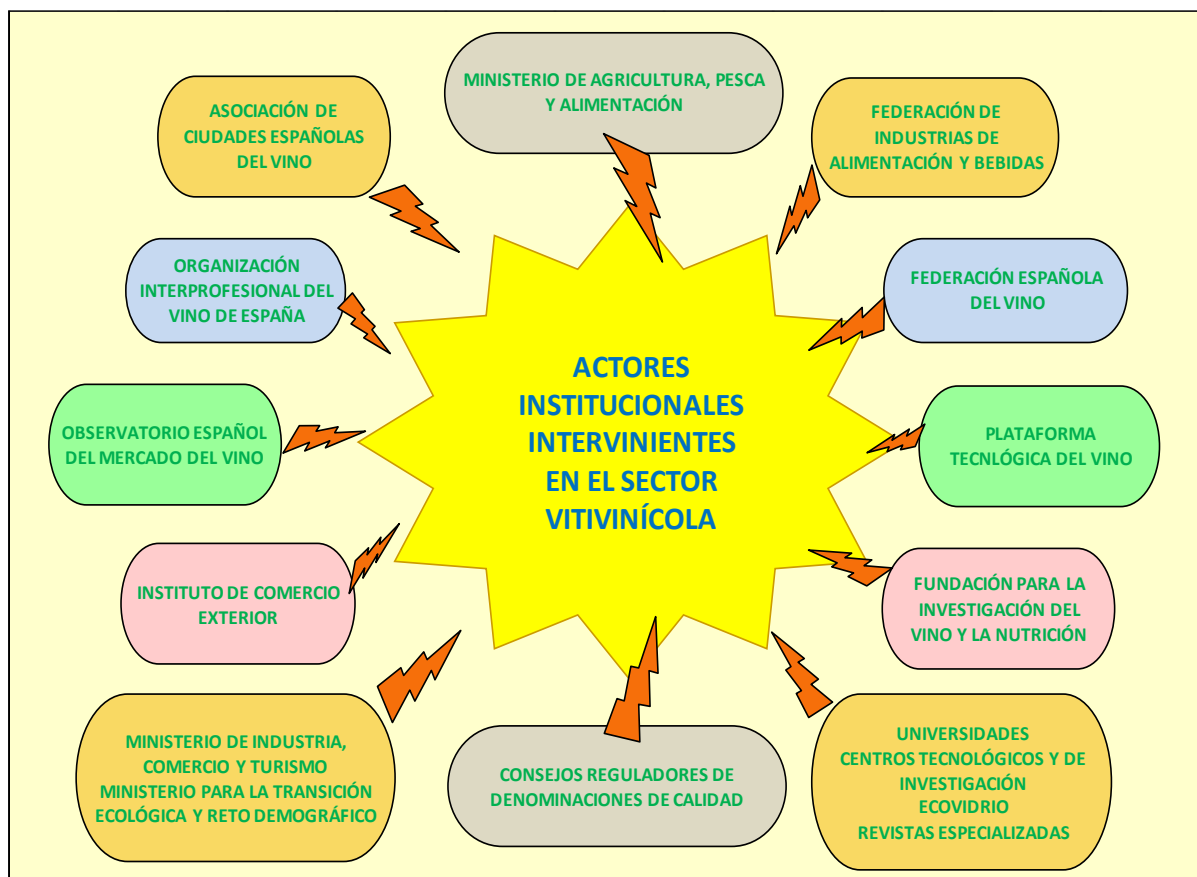 MINISTERIO DE AGRICULTURA, PESCA
Y ALIMENTACIÓN
ASOCIACIÓN DE
CIUDADES ESPAÑOLAS
DEL VINO
FEDERACIÓN DE
INDUSTRIAS DE
ALIMENTACIÓN Y BEBIDAS
ORGANIZACIÓN
INTERPROFESIONAL DEL
VINO DE ESPAÑA
FEDERACIÓN ESPAÑOLA
DEL VINO
ACTORES
INSTITUCIONALES
INTERVINIENTES
EN EL SECTOR
VITIVINÍCOLA
OBSERVATORIO ESPAÑOL
DEL MERCADO DEL VINO
PLATAFORMA
TECNLÓGICA DEL VINO
INSTITUTO DE COMERCIO
EXTERIOR
FUNDACIÓN PARA LA
INVESTIGACIÓN DEL
VINO Y LA NUTRICIÓN
MINISTERIO DE INDUSTRIA,
COMERCIO Y TURISMO
MINISTERIO PARA LA TRANSICIÓN
ECOLÓGICA Y RETO DEMOGRÁFICO
CONSEJOS REGULADORES DE
DENOMINACIONES DE CALIDAD
UNIVERSIDADES
CENTROS TECNOLÓGICOS Y DE
INVESTIGACIÓN
ECOVIDRIO
REVISTAS ESPECIALIZADAS